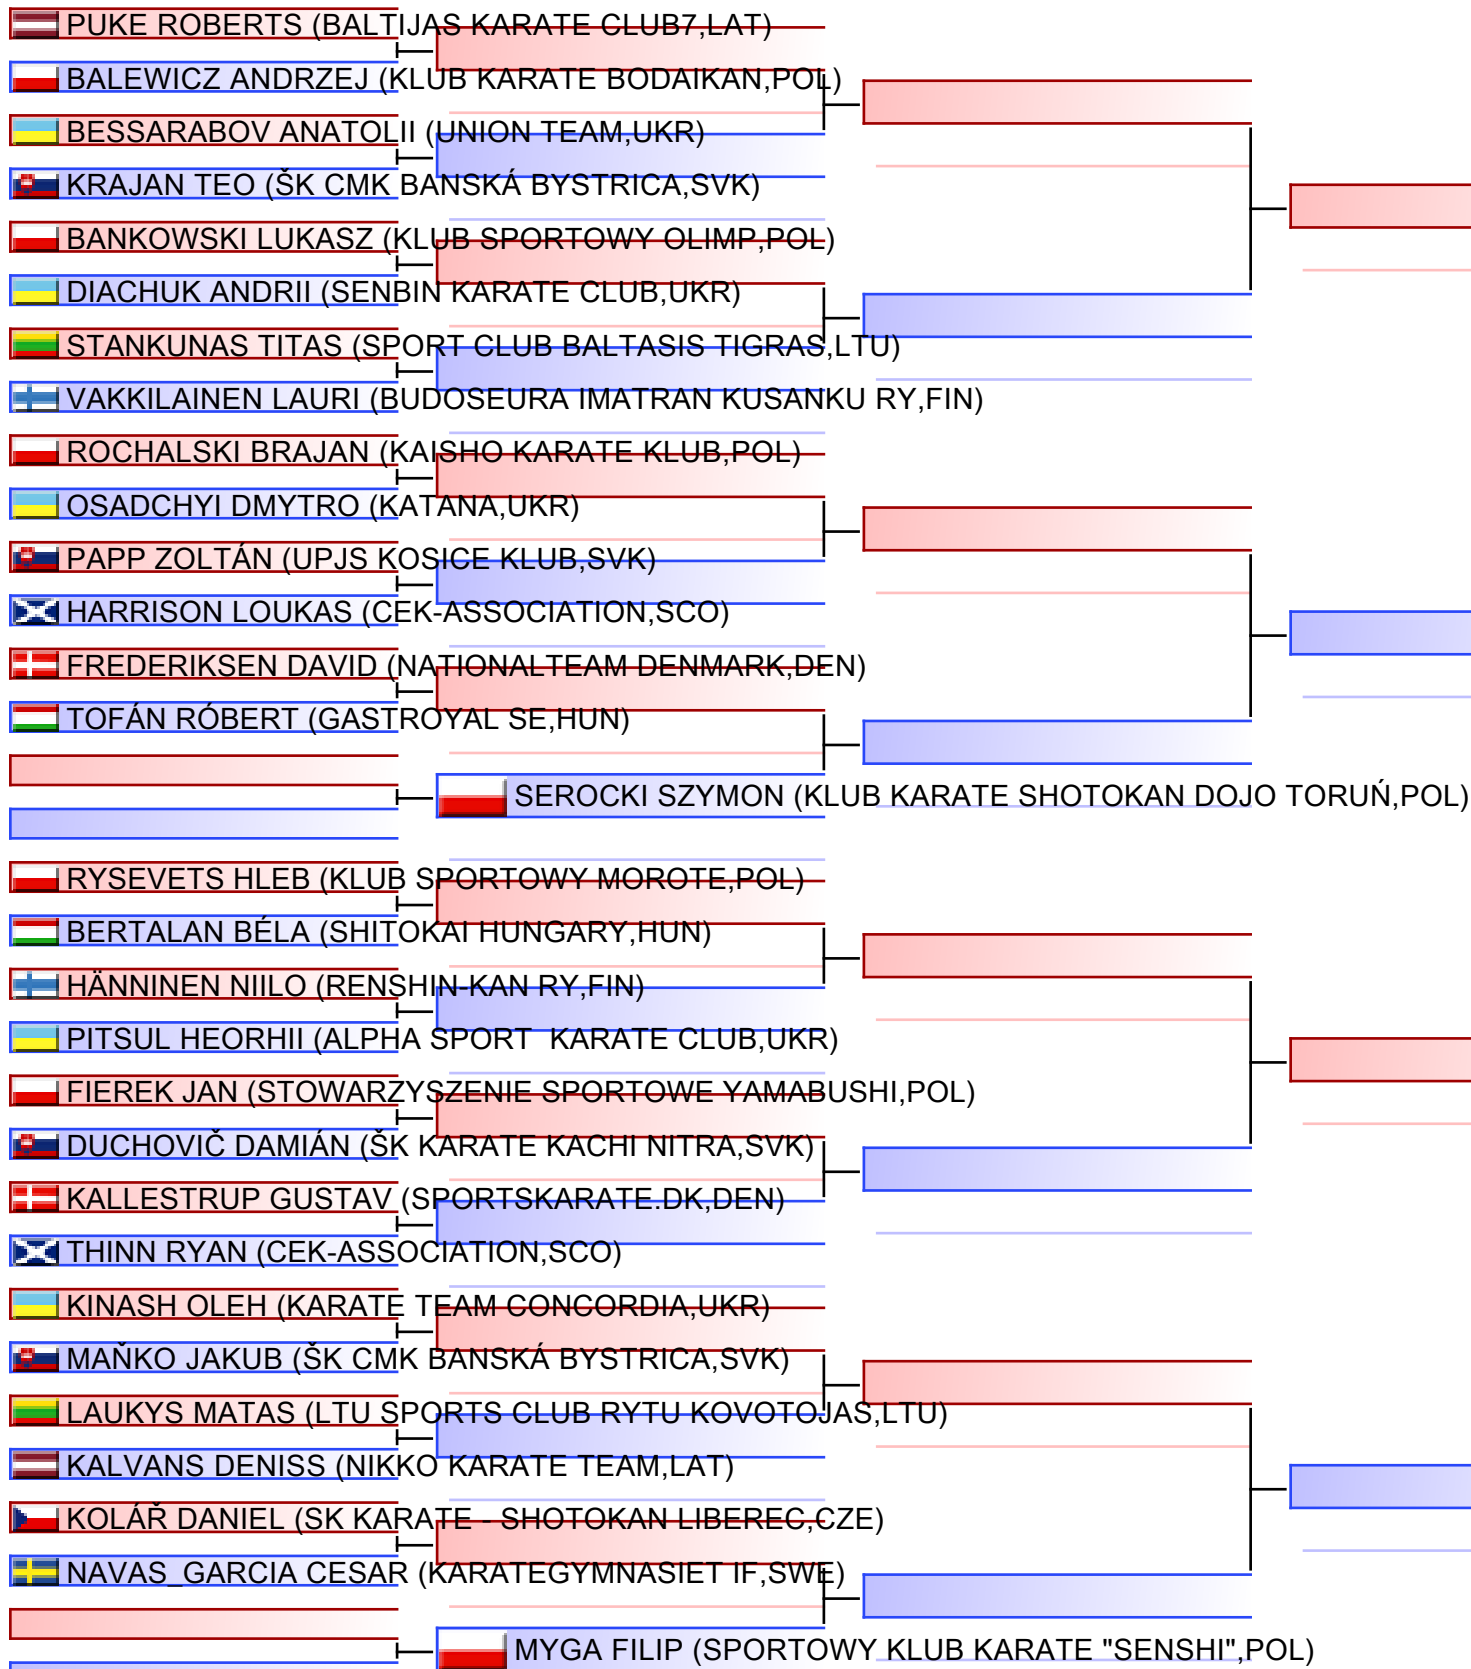 PUKE ROBERTS (BALTIJAS KARATE CLUB7,LAT)
BALEWICZ ANDRZEJ (KLUB KARATE BODAIKAN,POL)
BESSARABOV ANATOLII (UNION TEAM,UKR)
KRAJAN TEO (ŠK CMK BANSKÁ BYSTRICA,SVK)
BANKOWSKI LUKASZ (KLUB SPORTOWY OLIMP,POL)
DIACHUK ANDRII (SENBIN KARATE CLUB,UKR)
STANKUNAS TITAS (SPORT CLUB BALTASIS TIGRAS,LTU)
VAKKILAINEN LAURI (BUDOSEURA IMATRAN KUSANKU RY,FIN)
ROCHALSKI BRAJAN (KAISHO KARATE KLUB,POL)
OSADCHYI DMYTRO (KATANA,UKR)
PAPP ZOLTÁN (UPJS KOSICE KLUB,SVK)
HARRISON LOUKAS (CEK-ASSOCIATION,SCO)
FREDERIKSEN DAVID (NATIONALTEAM DENMARK,DEN)
TOFÁN RÓBERT (GASTROYAL SE,HUN)
SEROCKI SZYMON (KLUB KARATE SHOTOKAN DOJO TORUŃ,POL)
RYSEVETS HLEB (KLUB SPORTOWY MOROTE,POL)
BERTALAN BÉLA (SHITOKAI HUNGARY,HUN)
HÄNNINEN NIILO (RENSHIN-KAN RY,FIN)
PITSUL HEORHII (ALPHA SPORT  KARATE CLUB,UKR)
FIEREK JAN (STOWARZYSZENIE SPORTOWE YAMABUSHI,POL)
DUCHOVIČ DAMIÁN (ŠK KARATE KACHI NITRA,SVK)
KALLESTRUP GUSTAV (SPORTSKARATE.DK,DEN)
THINN RYAN (CEK-ASSOCIATION,SCO)
KINASH OLEH (KARATE TEAM CONCORDIA,UKR)
MAŇKO JAKUB (ŠK CMK BANSKÁ BYSTRICA,SVK)
LAUKYS MATAS (LTU SPORTS CLUB RYTU KOVOTOJAS,LTU)
KALVANS DENISS (NIKKO KARATE TEAM,LAT)
KOLÁŘ DANIEL (SK KARATE - SHOTOKAN LIBEREC,CZE)
NAVAS_GARCIA CESAR (KARATEGYMNASIET IF,SWE)
MYGA FILIP (SPORTOWY KLUB KARATE "SENSHI",POL)